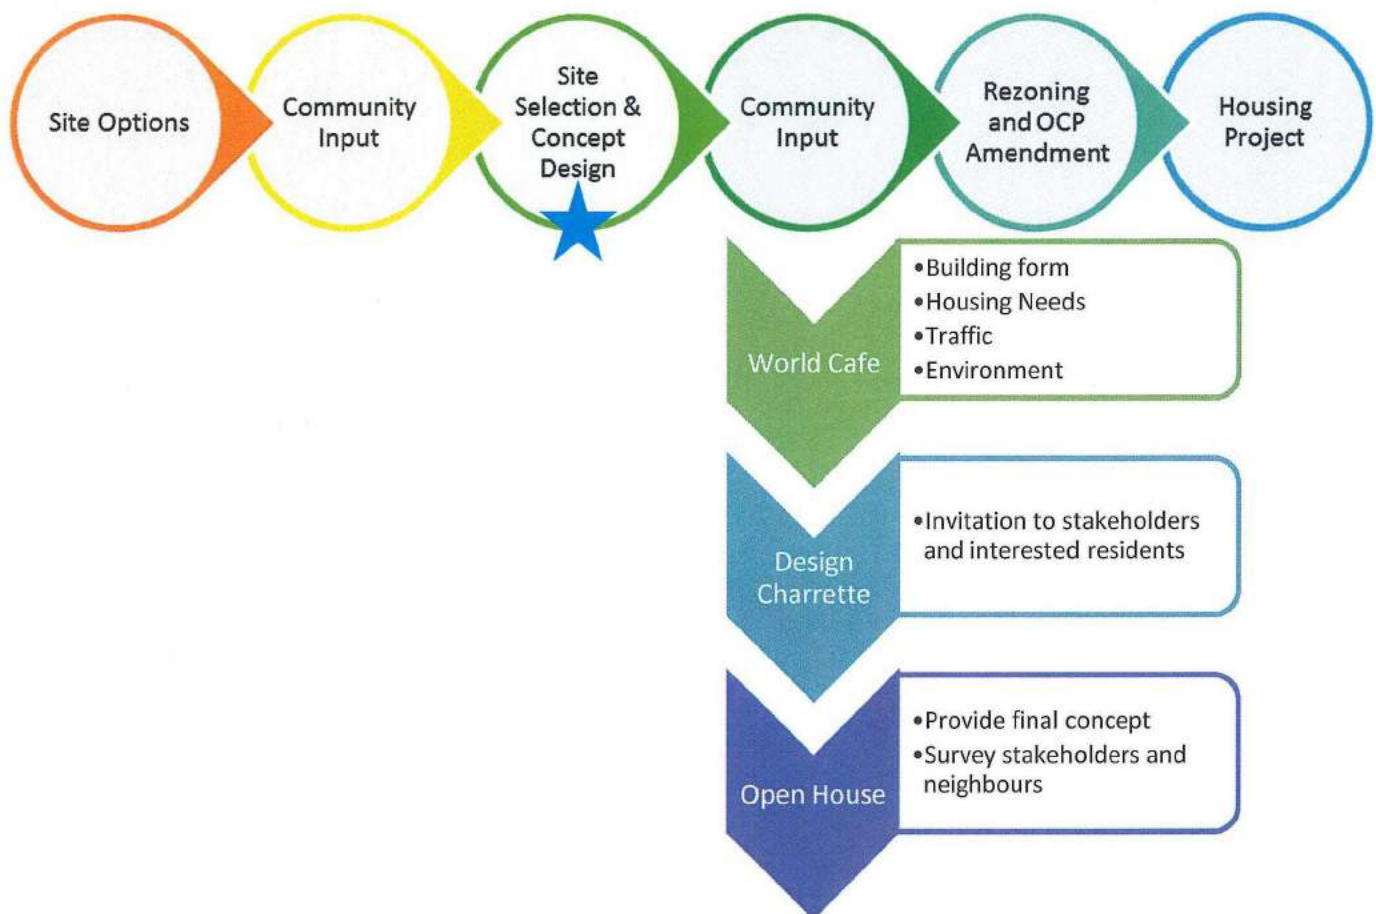 Site Options
Community
Input
Site
Selection &
Concept
Design
Community
Input
Rezoning
and OCP
Amendment
Housing
Project
World Cafe
•Building form
•Housing Needs
•Traffic
•Environment
Design
Charrette
•Invitation to stakeholders
and interested residents
Open House
•Provide final concept
•Survey stakeholders and
neighbours